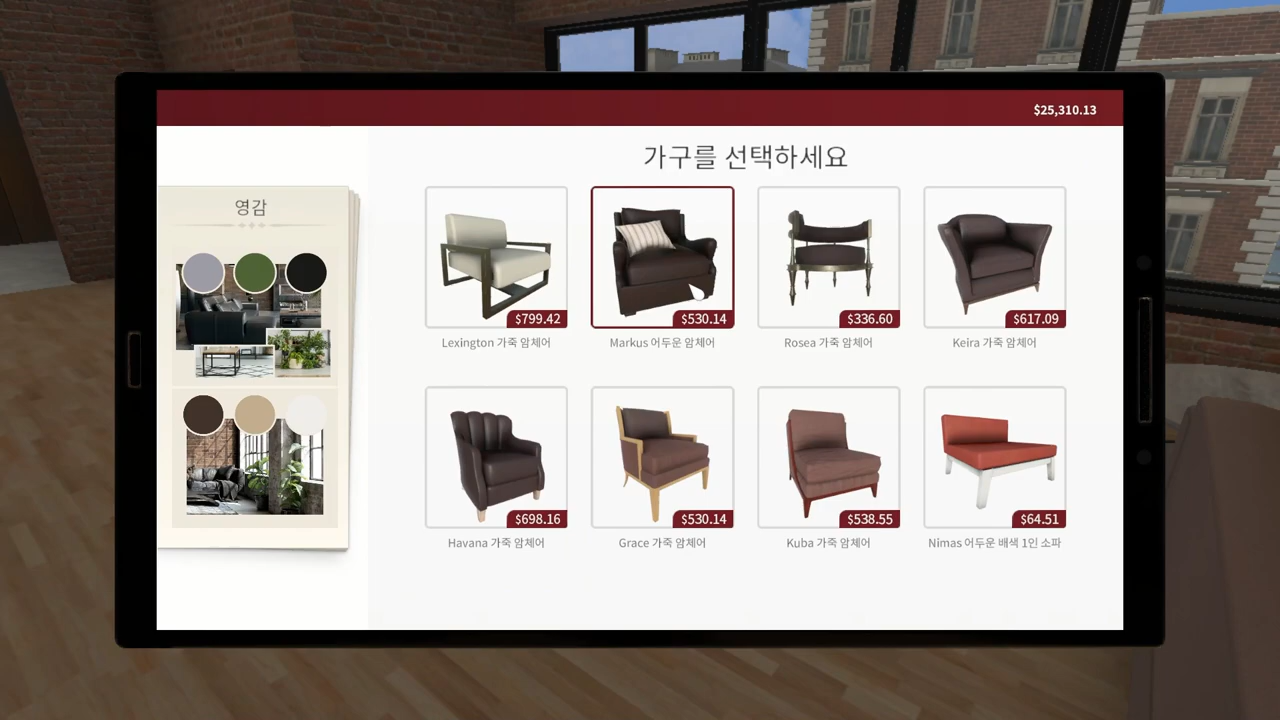 $25,310.13
가구를 선택하세요
영감
$799.42
$530.14
$336.60
$617.09
Lexington 가죽 암체어
Markus 어두운 암체어
Rosea 가죽 암체어
Keira 가죽 암체어
$698.16
$530.14
$538.55
$64.51
Havana 가죽 암체어
Grace 가죽 암체어
Kuba 가죽 암체어
Nimas 어두운 배색 1인 소파